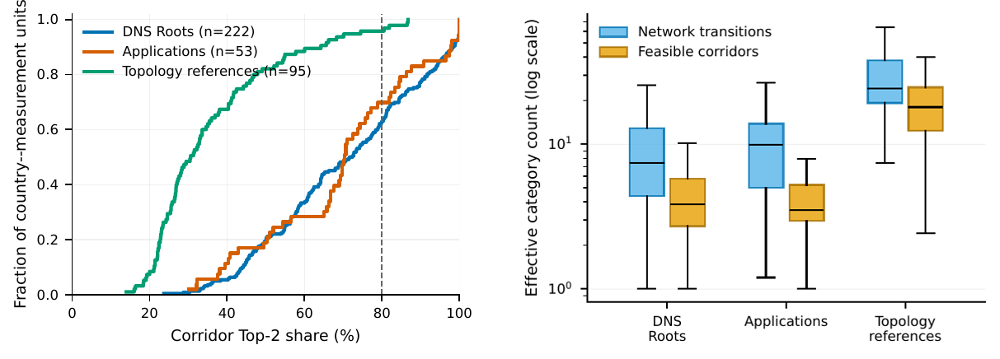 Fraction of country--measurement units
1.0
0.8
0.6
0.4
0.2
0.0
DNS Roots (n=222)
Applications (n=53)
Topology references (n=95)
0 20 40 60 80 100
Corridor Top-2 share (%)
Effective category count (log scale)
10¹
10⁰
Network transitions
Feasible corridors
DNS
Roots
Applications
Topology
references